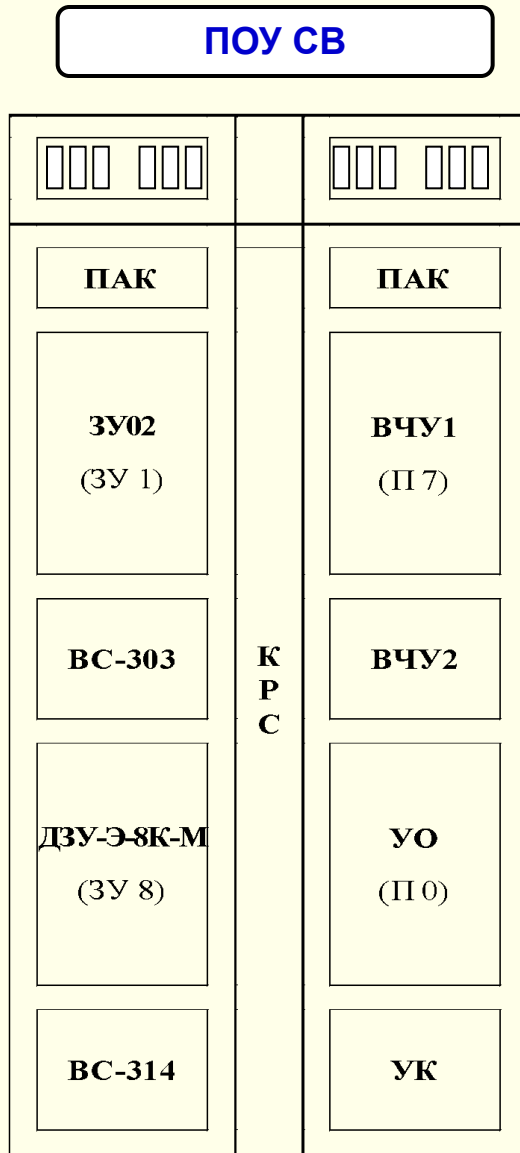 ПОУ СВ
ПАК
ПАК
ЗУ02
(ЗУ 1)
ВЧУ1
(П 7)
ВС-303
К
Р
С
ВЧУ2
ДЗУ-Э-8К-М
(ЗУ 8)
УО
(П 0)
ВС-314
УК